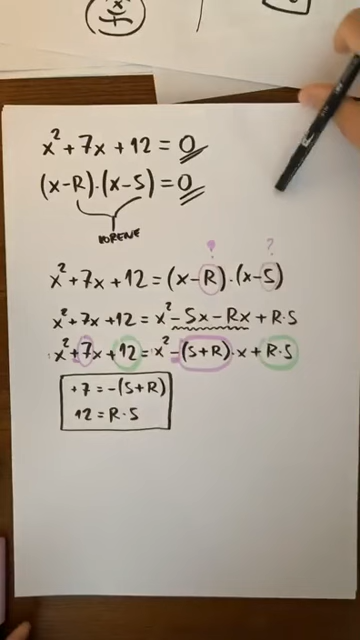 x² + 7x + 12 = 0
(x-R).(x-S) = 0
x² + 7x + 12 = (x-R).(x-S)
x² + 7x + 12 = x² - Sx - Rx + R.S
x² + 7x + 12 = x² - (S+R).x + R.S
+7 = -(S+R)
12 = R.S